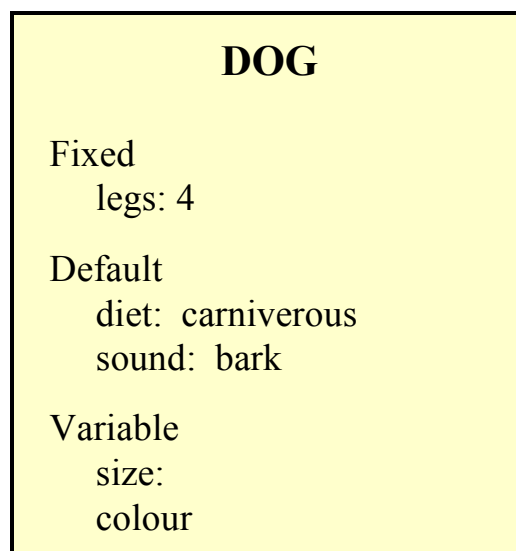 DOG
Fixed
legs: 4
Default
diet: carniverous
sound: bark
Variable
size:
colour